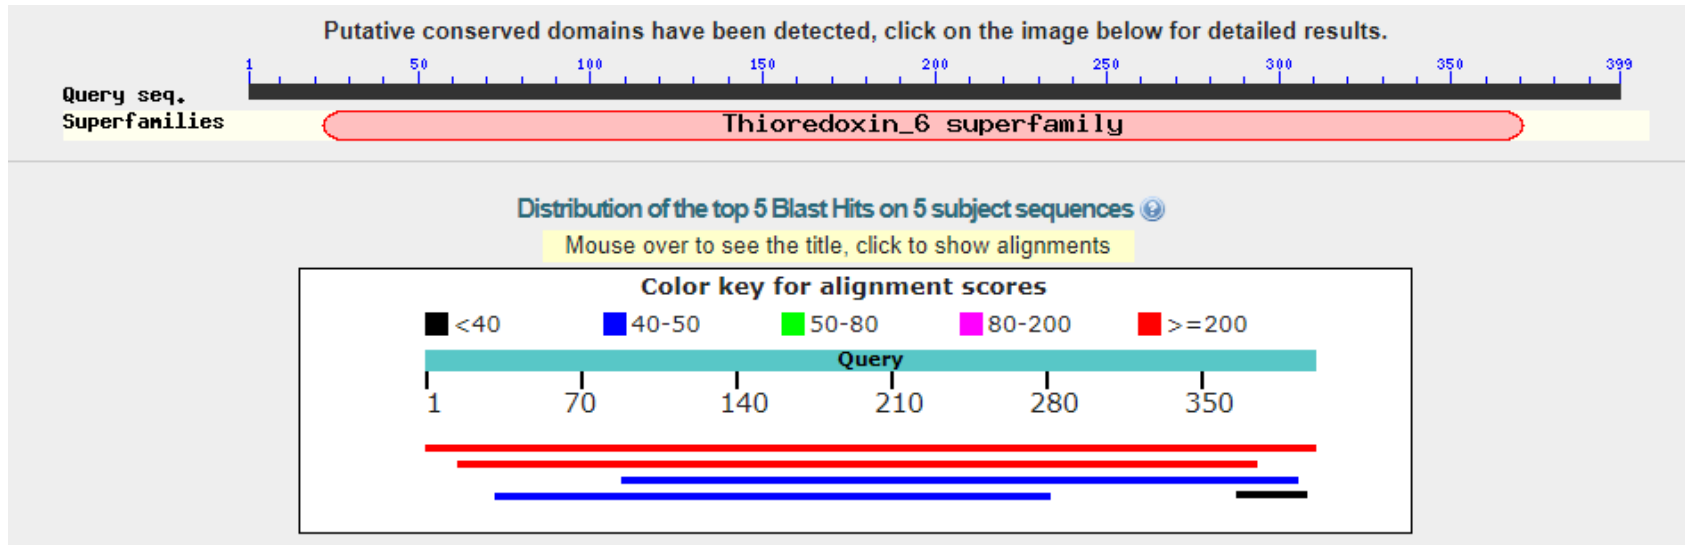 Putative conserved domains have been detected, click on the image below for detailed results.
1 50 100 150 200 250 300 350 399
Query seq.
Superfamilies Thioredoxin_6 superfamily
Distribution of the top 5 Blast Hits on 5 subject sequences ?
Mouse over to see the title, click to show alignments
Color key for alignment scores
<40 40-50 50-80 80-200 >=200
Query
1 70 140 210 280 350